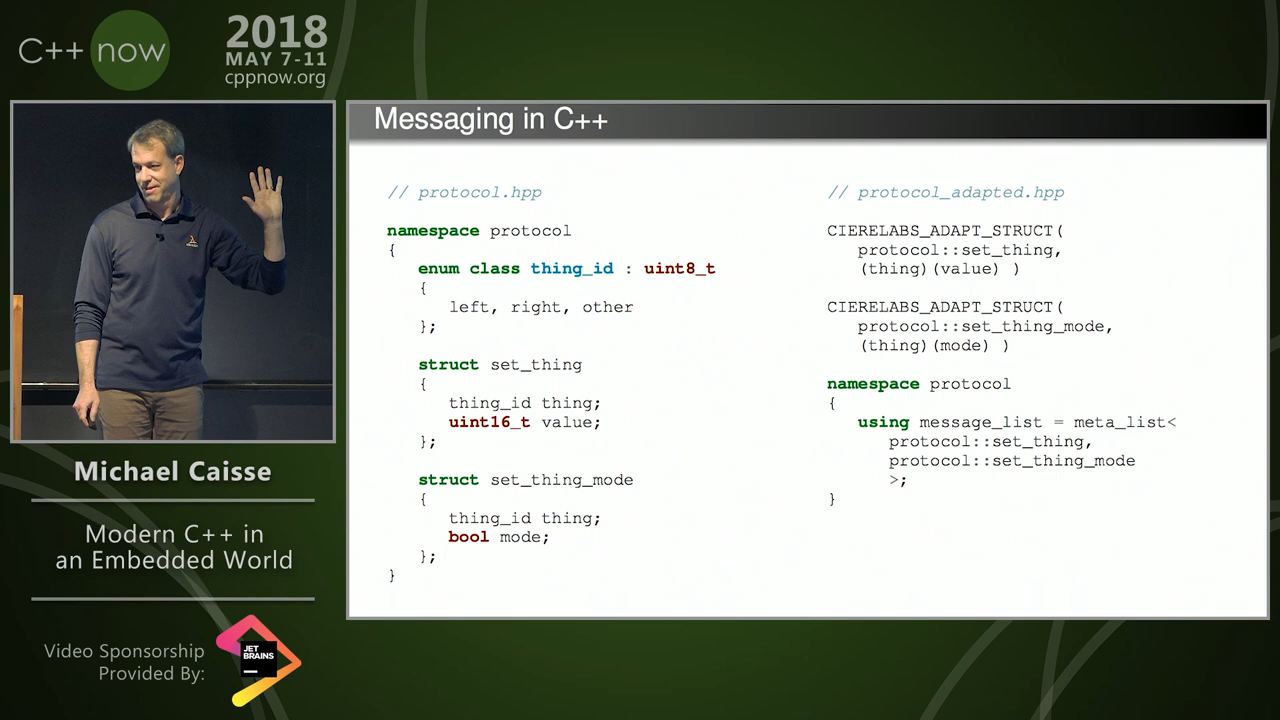 C++ now
2018
MAY 7-11
cppnow.org
Messaging in C++
// protocol.hpp
namespace protocol
{
enum class thing_id : uint8_t
{
left, right, other
};
struct set_thing
{
thing_id thing;
uint16_t value;
};
struct set_thing_mode
{
thing_id thing;
bool mode;
};
}
// protocol_adapted.hpp
CIERELABS_ADAPT_STRUCT(
protocol::set_thing,
(thing)(value) )
CIERELABS_ADAPT_STRUCT(
protocol::set_thing_mode,
(thing)(mode) )
namespace protocol
{
using message_list = meta_list<
protocol::set_thing,
protocol::set_thing_mode
>;
}
Michael Caisse
Modern C++ in
an Embedded World
Video Sponsorship
Provided By:
JET
BRAINS